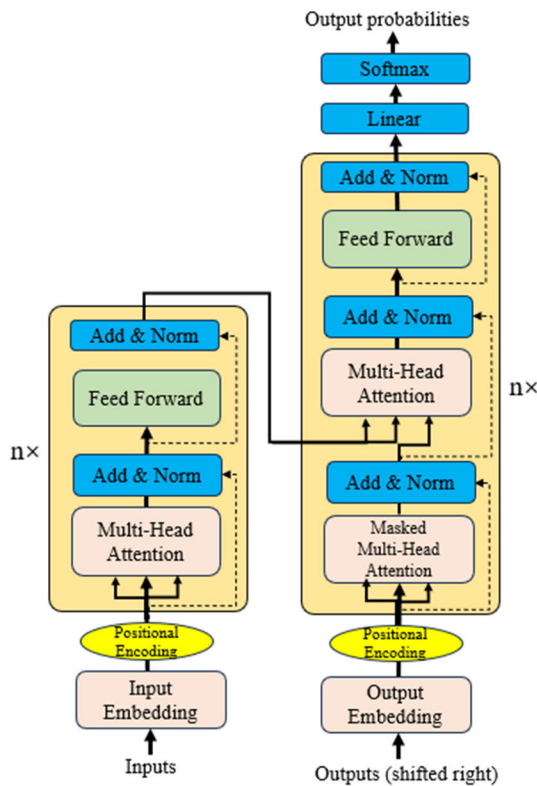 Output probabilities
Softmax
Linear
Add & Norm
Feed Forward
Add & Norm
Multi-Head
Attention
n×
Add & Norm
Masked
Multi-Head
Attention
Positional
Encoding
Output
Embedding
Outputs (shifted right)
Add & Norm
Feed Forward
n×
Add & Norm
Multi-Head
Attention
Positional
Encoding
Input
Embedding
Inputs